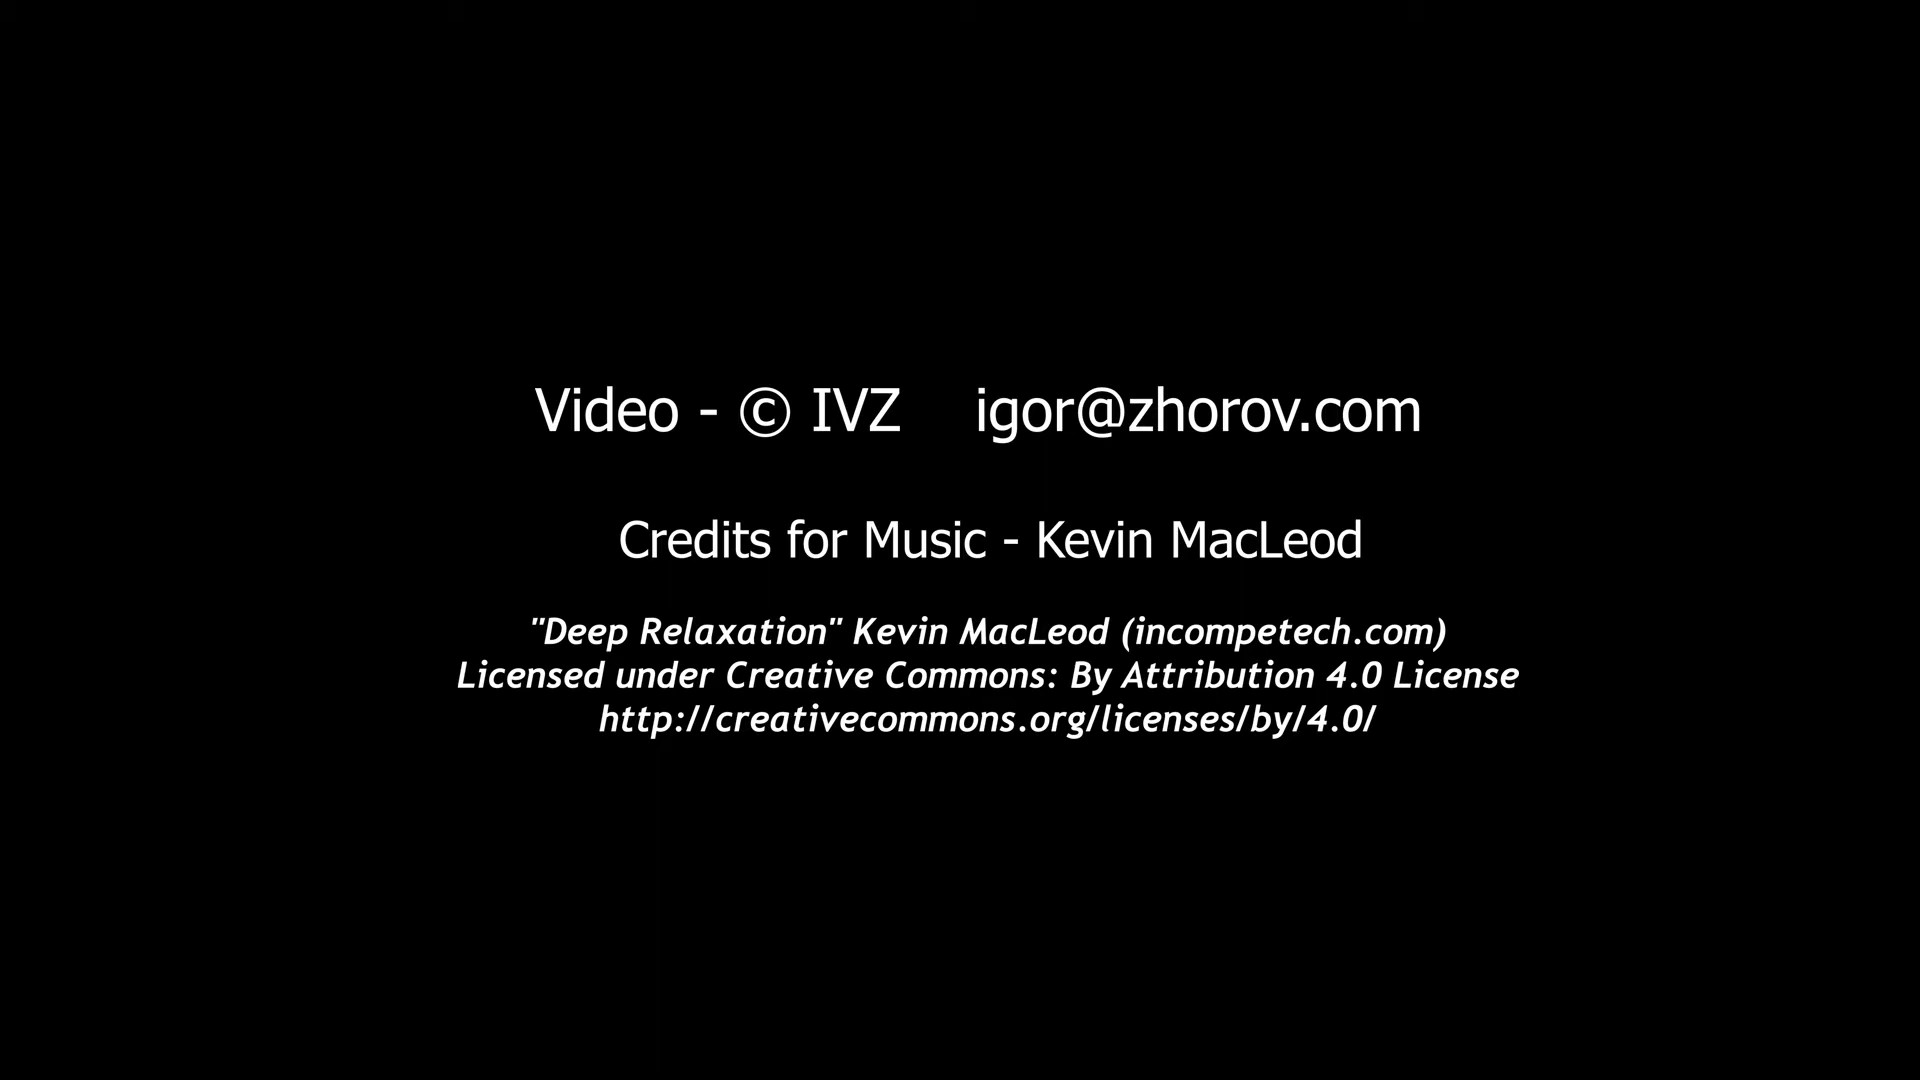 Video - © IVZ igor@zhorov.com
Credits for Music - Kevin MacLeod
"Deep Relaxation" Kevin MacLeod (incompetech.com)
Licensed under Creative Commons: By Attribution 4.0 License
http://creativecommons.org/licenses/by/4.0/